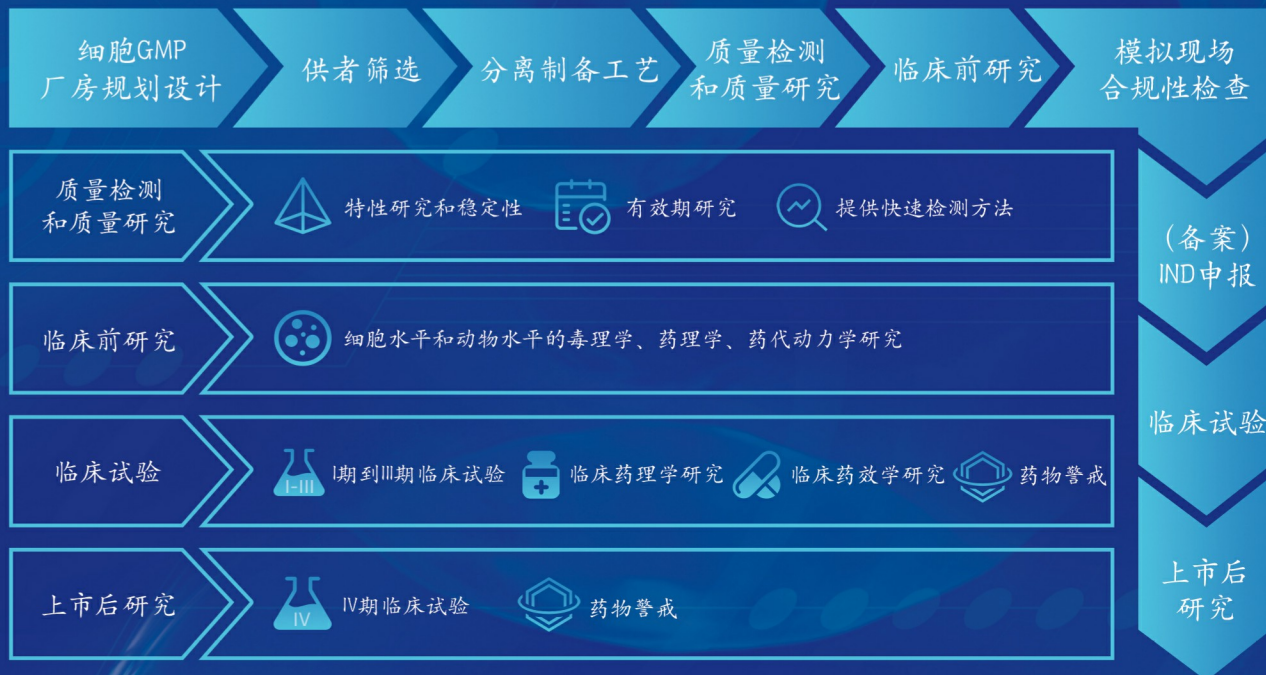 细胞GMP
厂房规划设计
供者筛选
分离制备工艺
质量检测
和质量研究
临床前研究
模拟现场
合规性检查
质量检测
和质量研究
特性研究和稳定性
有效期研究
提供快速检测方法
(备案)
IND申报
临床前研究
细胞水平和动物水平的毒理学、药理学、药代动力学研究
临床试验
I-III
I期到III期临床试验
临床药理学研究
临床药效学研究
药物警戒
临床试验
上市后研究
IV
IV期临床试验
药物警戒
上市后
研究